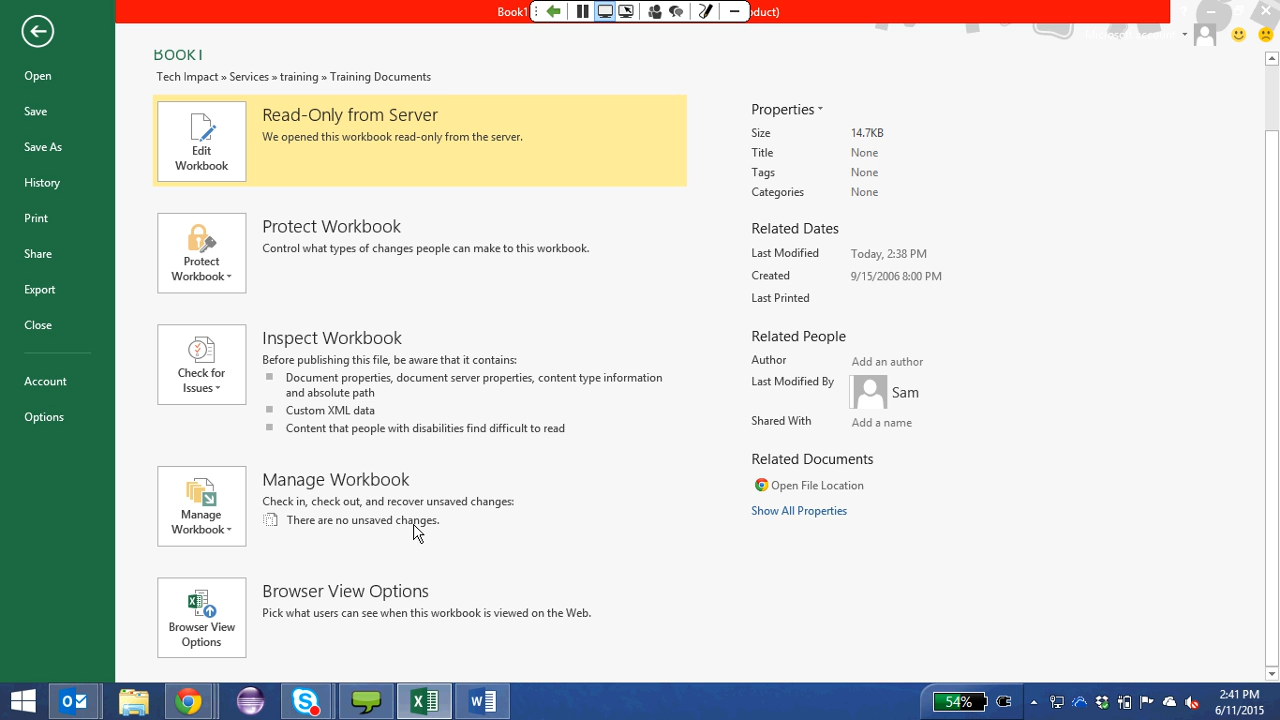 Book1
oduct)
Microsoft account
BOOK1
Tech Impact » Services » training » Training Documents
Open
Save
Save As
History
Print
Share
Export
Close
Account
Options
Edit
Workbook
Read-Only from Server
We opened this workbook read-only from the server.
Protect
Workbook
Protect Workbook
Control what types of changes people can make to this workbook.
Check for
Issues
Inspect Workbook
Before publishing this file, be aware that it contains:
Document properties, document server properties, content type information
and absolute path
Custom XML data
Content that people with disabilities find difficult to read
Manage
Workbook
Manage Workbook
Check in, check out, and recover unsaved changes:
There are no unsaved changes.
Browser View
Options
Browser View Options
Pick what users can see when this workbook is viewed on the Web.
Properties
Size 14.7KB
Title None
Tags None
Categories None
Related Dates
Last Modified Today, 2:38 PM
Created 9/15/2006 8:00 PM
Last Printed
Related People
Author Add an author
Last Modified By Sam
Shared With Add a name
Related Documents
Open File Location
Show All Properties
54%
2:41 PM
6/11/2015